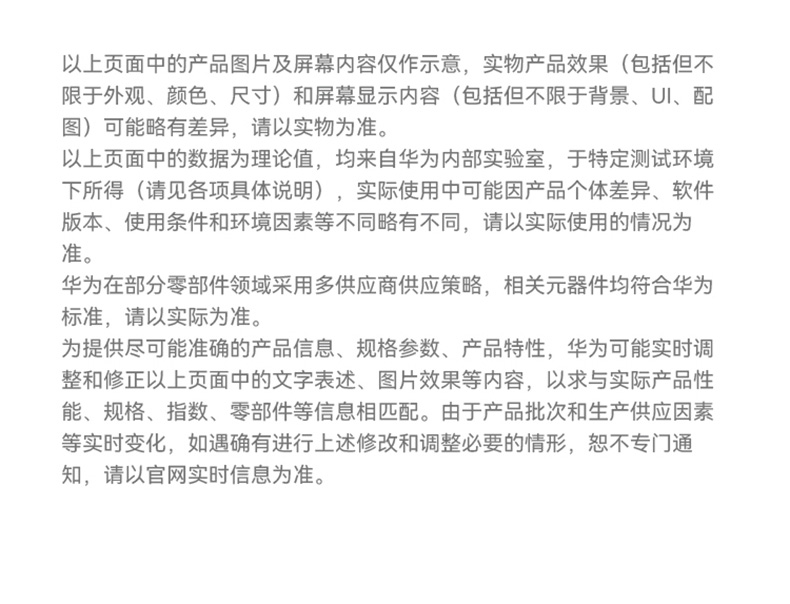 以上页面中的产品图片及屏幕内容仅作示意，实物产品效果（包括但不
限于外观、颜色、尺寸）和屏幕显示内容（包括但不限于背景、UI、配
图）可能略有差异，请以实物为准。
以上页面中的数据为理论值，均来自华为内部实验室，于特定测试环境
下所得（请见各项具体说明），实际使用中可能因产品个体差异、软件
版本、使用条件和环境因素等不同略有不同，请以实际使用的情况为
准。
华为在部分零部件领域采用多供应商供应策略，相关元器件均符合华为
标准，请以实际为准。
为提供尽可能准确的产品信息、规格参数、产品特性，华为可能实时调
整和修正以上页面中的文字表述、图片效果等内容，以求与实际产品性
能、规格、指数、零部件等信息相匹配。由于产品批次和生产供应因素
等实时变化，如遇确有进行上述修改和调整必要的情形，恕不专门通
知，请以官网实时信息为准。